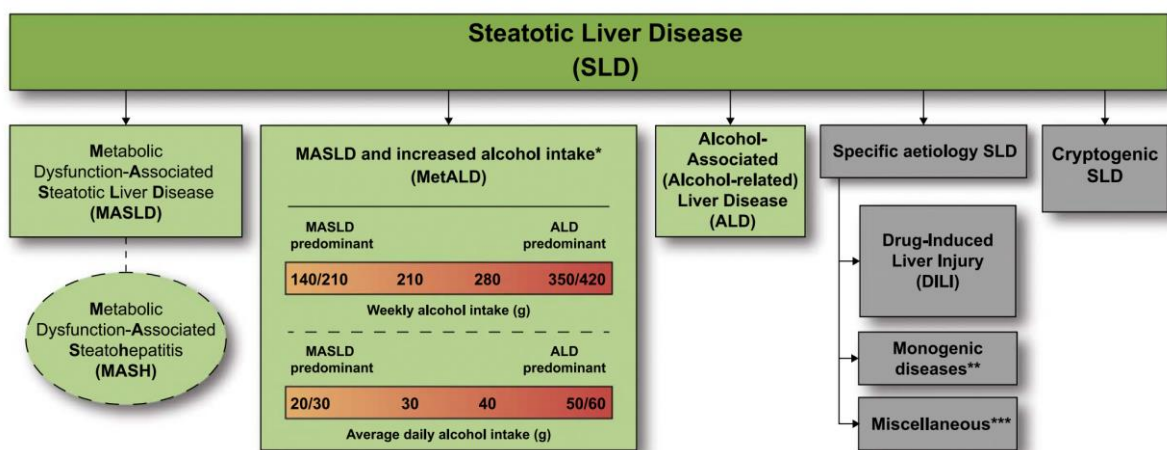 Steatotic Liver Disease
(SLD)
Metabolic
Dysfunction-Associated
Steatotic Liver Disease
(MASLD)
Metabolic
Dysfunction-Associated
Steatohepatitis
(MASH)
MASLD and increased alcohol intake*
(MetALD)
MASLD
predominant
ALD
predominant
140/210 210 280 350/420
Weekly alcohol intake (g)
MASLD
predominant
ALD
predominant
20/30 30 40 50/60
Average daily alcohol intake (g)
Alcohol-
Associated
(Alcohol-related)
Liver Disease
(ALD)
Specific aetiology SLD
Drug-Induced
Liver Injury
(DILI)
Monogenic
diseases**
Miscellaneous***
Cryptogenic
SLD